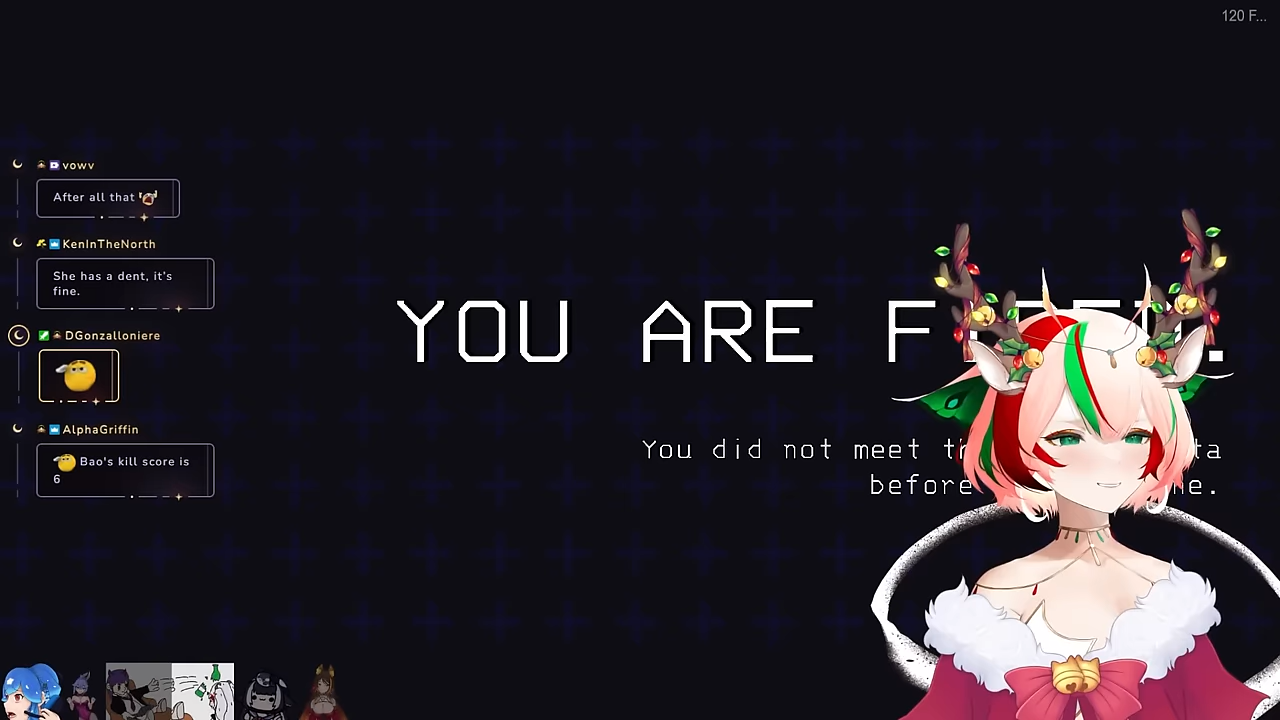 120 F...
vowv
After all that
KenInTheNorth
She has a dent, it's
fine.
DGonzalloniere
AlphaGriffin
Bao's kill score is
6
YOU ARE
You did not meet
before